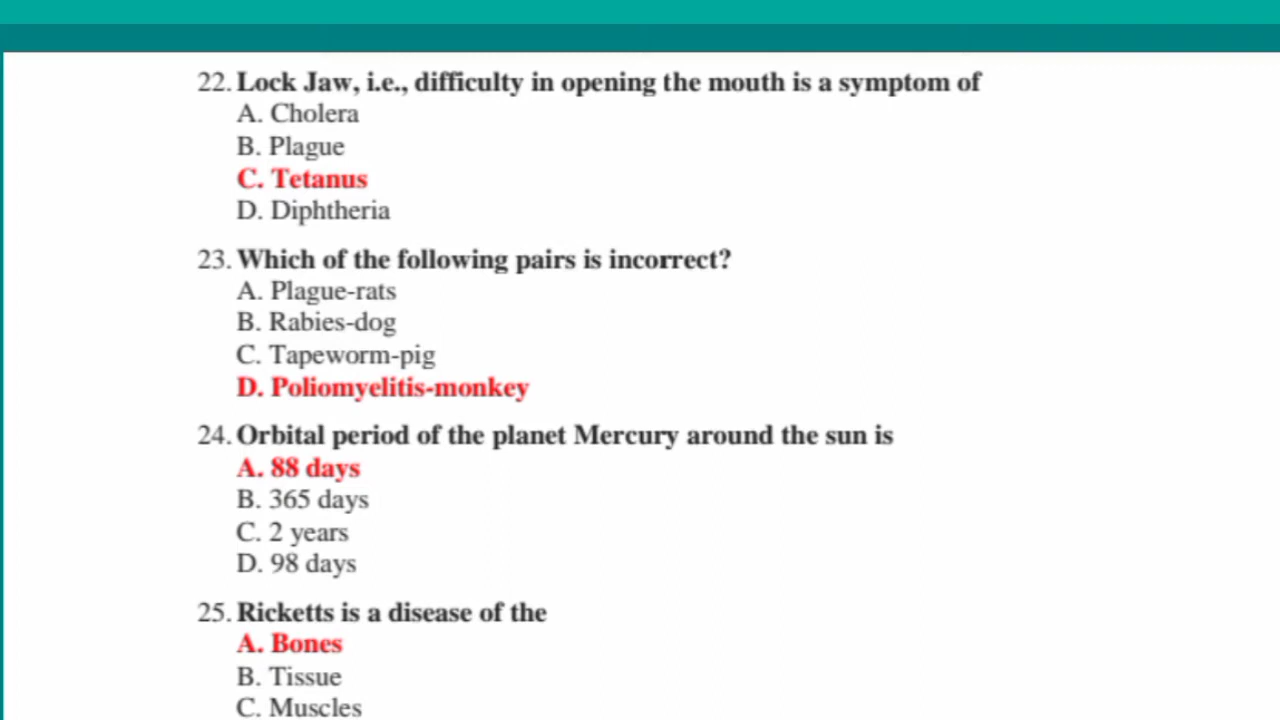 22. Lock Jaw, i.e., difficulty in opening the mouth is a symptom of
A. Cholera
B. Plague
C. Tetanus
D. Diphtheria
23. Which of the following pairs is incorrect?
A. Plague-rats
B. Rabies-dog
C. Tapeworm-pig
D. Poliomyelitis-monkey
24. Orbital period of the planet Mercury around the sun is
A. 88 days
B. 365 days
C. 2 years
D. 98 days
25. Ricketts is a disease of the
A. Bones
B. Tissue
C. Muscles